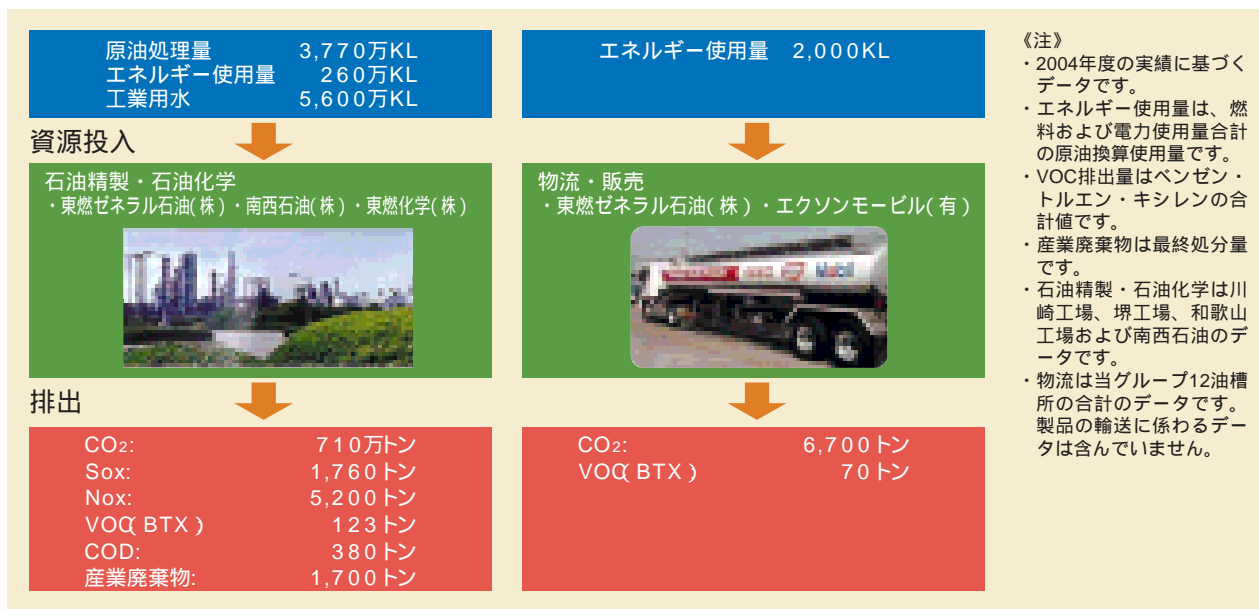 原油処理量 3,770万KL
エネルギー使用量 260万KL
工業用水 5,600万KL
資源投入
石油精製・石油化学
・東燃ゼネラル石油(株)・南西石油(株)・東燃化学(株)
排出
CO2: 710万トン
Sox: 1,760トン
Nox: 5,200トン
VOC(BTX) 123トン
COD: 380トン
産業廃棄物: 1,700トン
エネルギー使用量 2,000KL
物流・販売
・東燃ゼネラル石油(株)・エクソンモービル(有)
Mobil
CO2: 6,700トン
VOC(BTX) 70トン
《注》
・2004年度の実績に基づく
データです。
・エネルギー使用量は、燃
料および電力使用量合計
の原油換算使用量です。
・VOC排出量はベンゼン・
トルエン・キシレンの合
計値です。
・産業廃棄物は最終処分量
です。
・石油精製・石油化学は川
崎工場、堺工場、和歌山
工場および南西石油のデ
ータです。
・物流は当グループ12油槽
所の合計のデータです。
製品の輸送に係わるデー
タは含んでいません。